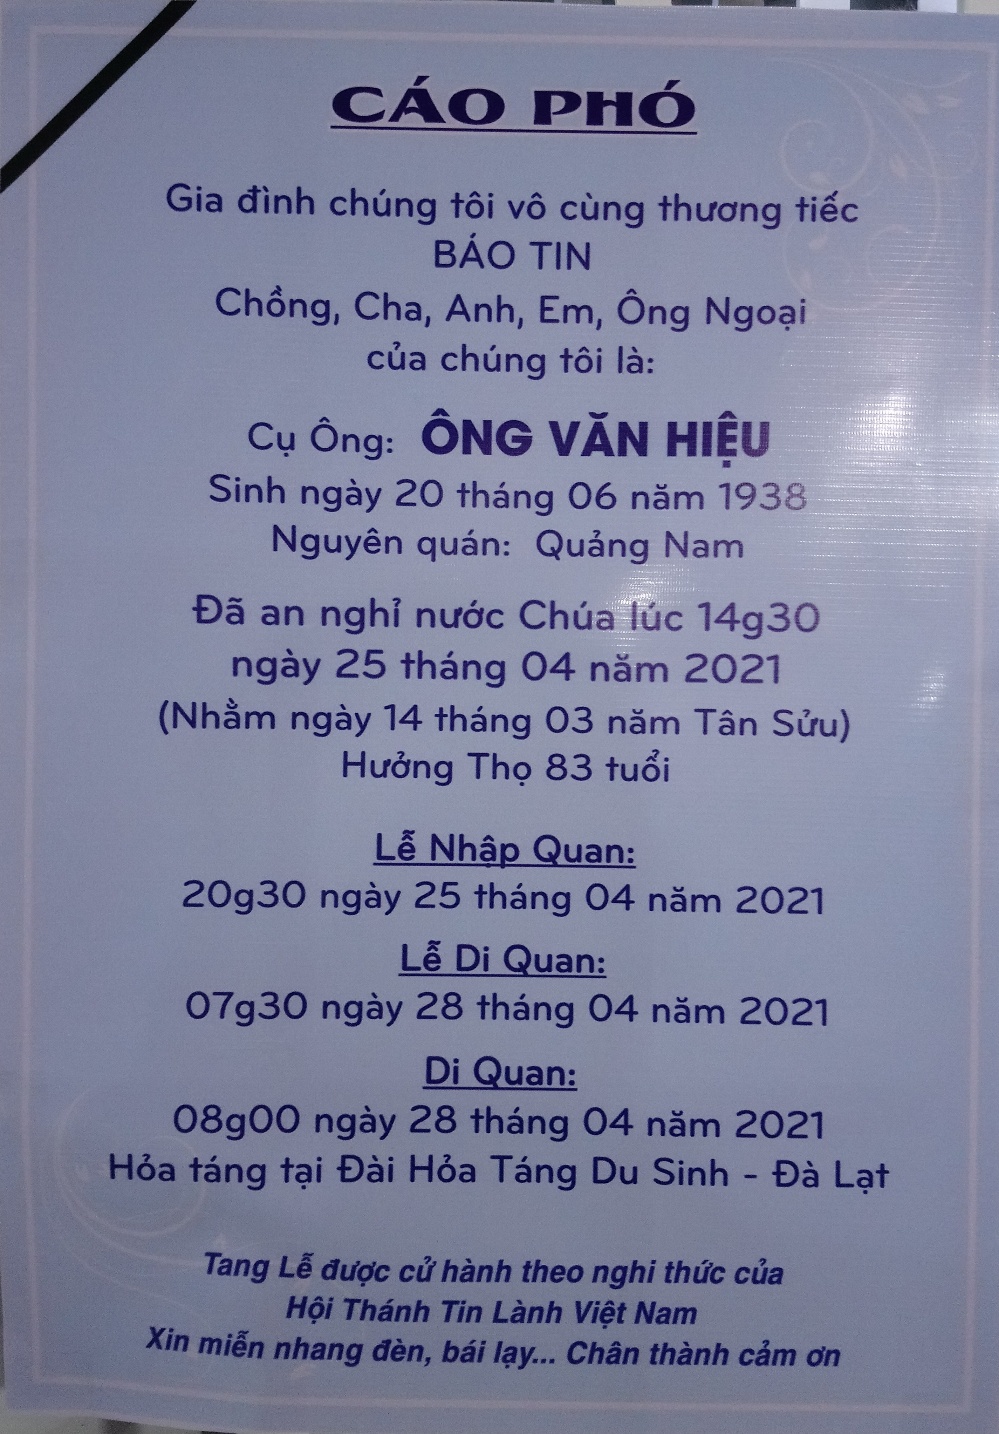 CÁO PHÓ
Gia đình chúng tôi vô cùng thương tiếc
BÁO TIN
Chồng, Cha, Anh, Em, Ông Ngoại
của chúng tôi là:
Cụ Ông: ÔNG VĂN HIỆU
Sinh ngày 20 tháng 06 năm 1938
Nguyên quán: Quảng Nam
Đã an nghỉ nước Chúa lúc 14g30
ngày 25 tháng 04 năm 2021
(Nhằm ngày 14 tháng 03 năm Tân Sửu)
Hưởng Thọ 83 tuổi
Lễ Nhập Quan:
20g30 ngày 25 tháng 04 năm 2021
Lễ Di Quan:
07g30 ngày 28 tháng 04 năm 2021
Di Quan:
08g00 ngày 28 tháng 04 năm 2021
Hỏa táng tại Đài Hỏa Táng Du Sinh - Đà Lạt
Tang Lễ được cử hành theo nghi thức của
Hội Thánh Tin Lành Việt Nam
Xin miễn nhang đèn, bái lạy... Chân thành cảm ơn